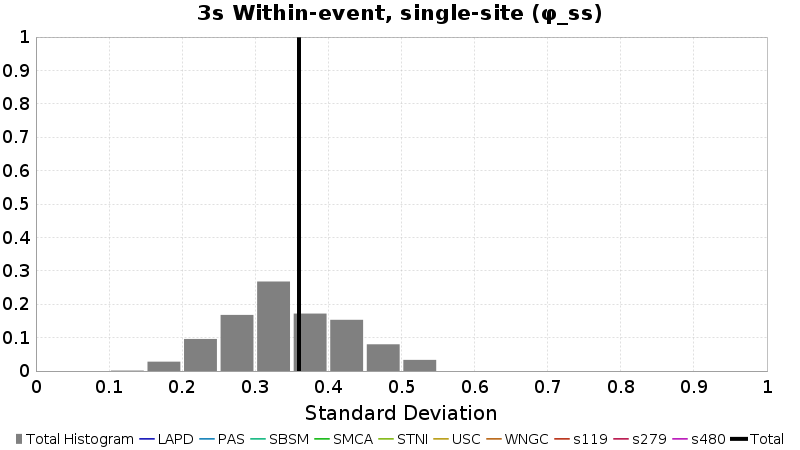 3s Within-event, single-site (φ_ss)
1
0.9
0.8
0.7
0.6
0.5
0.4
0.3
0.2
0.1
0
0 0.1 0.2 0.3 0.4 0.5 0.6 0.7 0.8 0.9 1
Standard Deviation
Total Histogram LAPD PAS SBSM SMCA STNI USC WNGC s119 s279 s480 Total